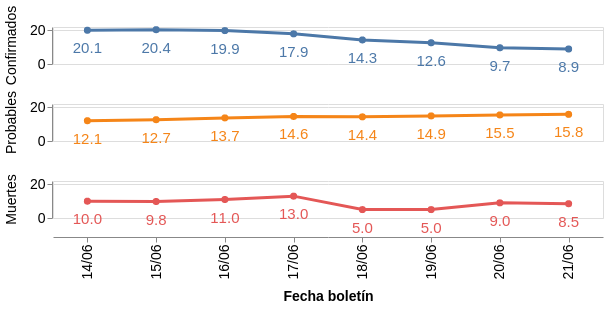 Confirmados
20
0
20.1 20.4 19.9 17.9 14.3 12.6 9.7 8.9
Probables
20
0
12.1 12.7 13.7 14.6 14.4 14.9 15.5 15.8
Muertes
20
0
10.0 9.8 11.0 13.0 5.0 5.0 9.0 8.5
14/06 15/06 16/06 17/06 18/06 19/06 20/06 21/06
Fecha boletín